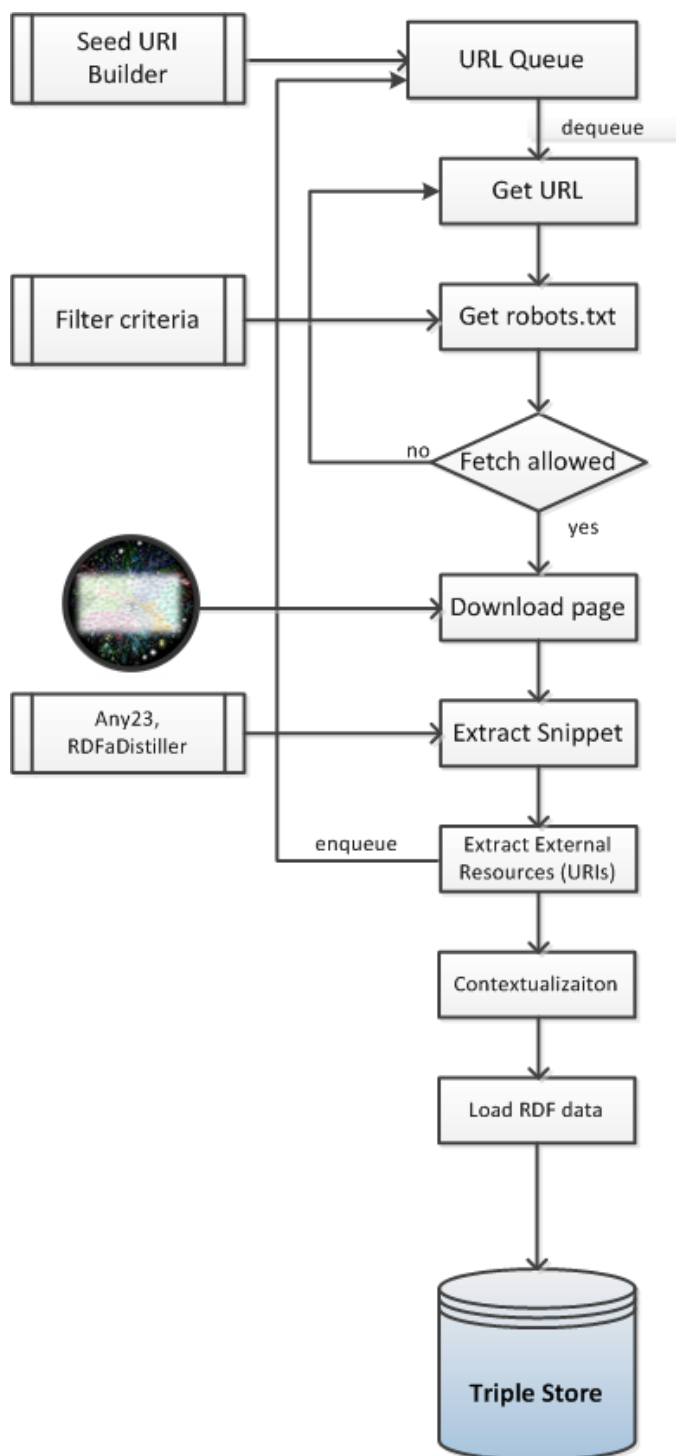 Seed URI
Builder
URL Queue
dequeue
Get URL
Filter criteria
Get robots.txt
no
Fetch allowed
yes
Download page
Any23,
RDFaDistiller
Extract Snippet
enqueue
Extract External
Resources (URIs)
Contextualizaiton
Load RDF data
Triple Store